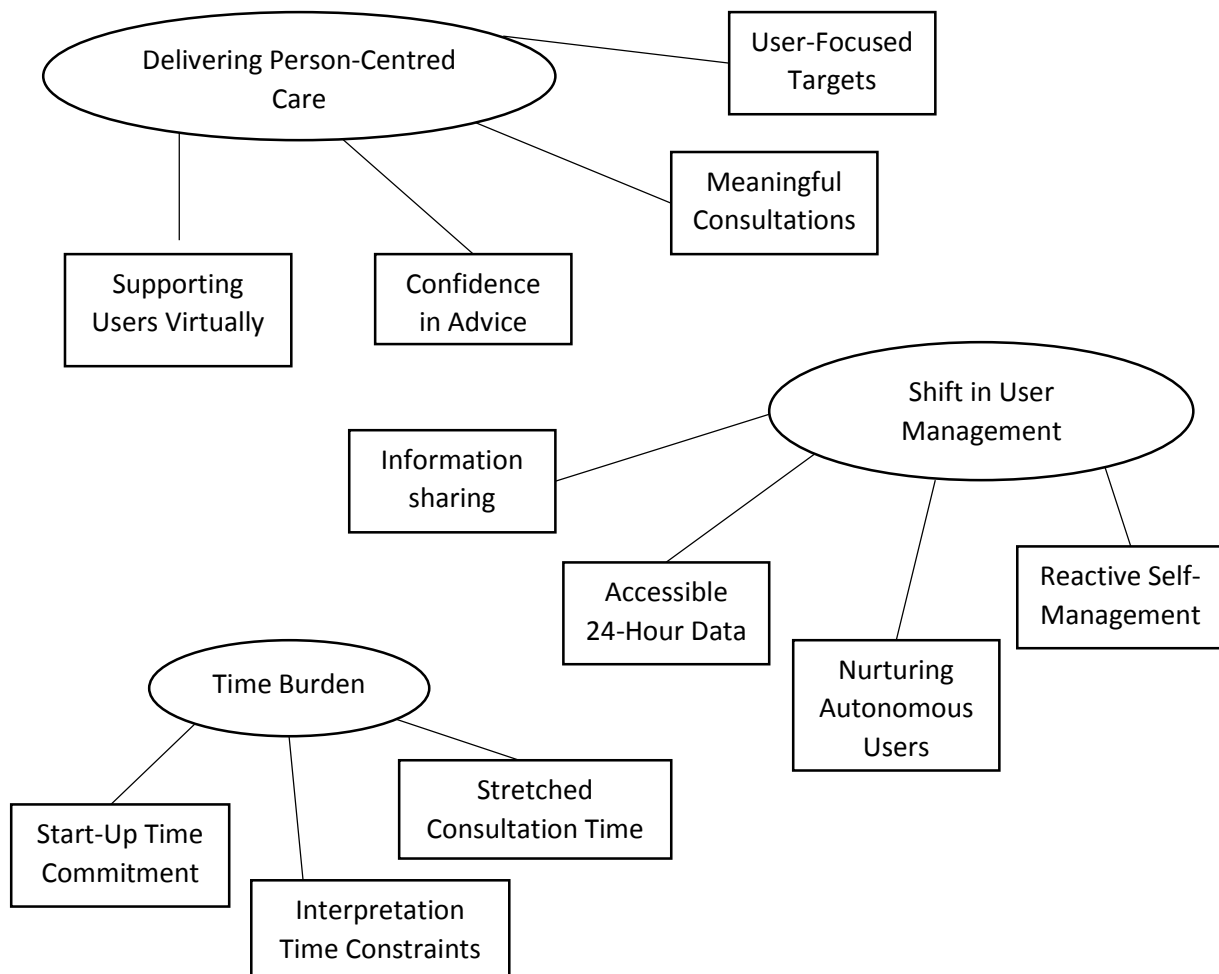 Delivering Person-Centred
Care
User-Focused
Targets
Meaningful
Consultations
Supporting
Users Virtually
Confidence
in Advice
Shift in User
Management
Information
sharing
Accessible
24-Hour Data
Nurturing
Autonomous
Users
Reactive Self-
Management
Time Burden
Start-Up Time
Commitment
Interpretation
Time Constraints
Stretched
Consultation Time